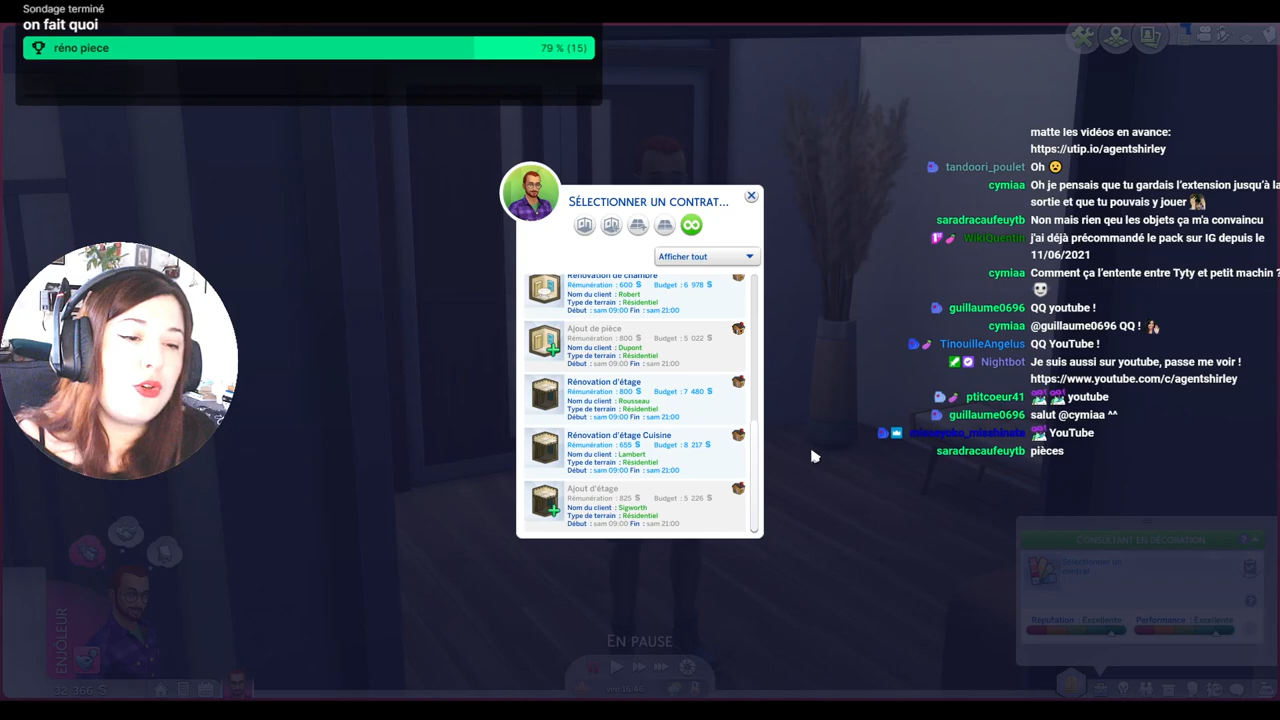 Sondage terminé
on fait quoi
réno piece
79 % (15)
SÉLECTIONNER UN CONTRAT...
Afficher tout
Rénovation de chambre
Rémunération : 600 $ Budget : 6 978 $
Nom du client : Robert
Type de terrain : Résidentiel
Début : sam 09:00 Fin : sam 21:00
Ajout de pièce
Rémunération : 800 $ Budget : 5 022 $
Nom du client : Dupont
Type de terrain : Résidentiel
Début : sam 09:00 Fin : sam 21:00
Rénovation d'étage
Rémunération : 800 $ Budget : 7 480 $
Nom du client : Rousseau
Type de terrain : Résidentiel
Début : sam 09:00 Fin : sam 21:00
Rénovation d'étage Cuisine
Rémunération : 655 $ Budget : 8 217 $
Nom du client : Lambert
Type de terrain : Résidentiel
Début : sam 09:00 Fin : sam 21:00
Ajout d'étage
Rémunération : 825 $ Budget : 5 226 $
Nom du client : Sigworth
Type de terrain : Résidentiel
Début : sam 09:00 Fin : sam 21:00
matte les vidéos en avance:
https://utip.io/agentshirley
tandoori_poulet Oh
cymiaa Oh je pensais que tu gardais l'extension jusqu'à la
sortie et que tu pouvais y jouer
saradracaufeuytb Non mais rien qeu les objets ça m'a convaincu
WikiQuentin j'ai déjà précommandé le pack sur IG depuis le
11/06/2021
cymiaa Comment ça l'entente entre Tyty et petit machin ?
guillaume0696 QQ youtube !
cymiaa @guillaume0696 QQ !
TinouilleAngelus QQ YouTube !
Nightbot Je suis aussi sur youtube, passe me voir !
https://www.youtube.com/c/agentshirley
ptitcoeur41 youtube
guillaume0696 salut @cymiaa ^^
YouTube
saradracaufeuytb pièces
CONSULTANT EN DÉCORATION
Sélectionner un
contrat
Réputation : Excellente Performance : Excellente
ENJÔLEUR
EN PAUSE
32 366 $
ven 16:46